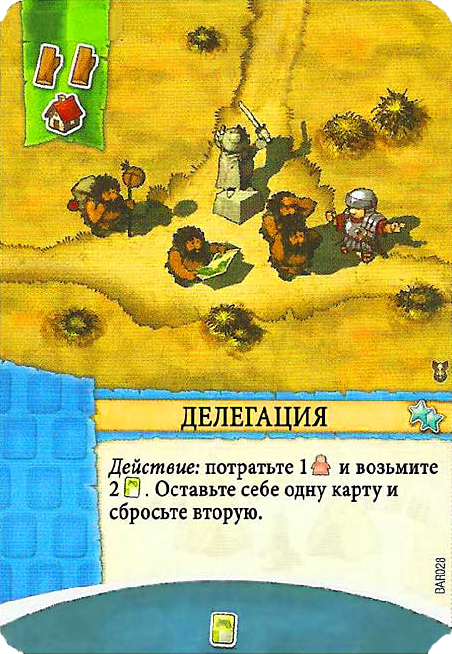 ДЕЛЕГАЦИЯ
Действие: потратьте 1 и возьмите
2 . Оставьте себе одну карту и
сбросьте вторую.
BAR028